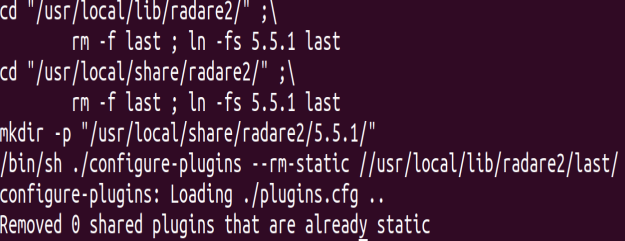 cd "/usr/local/lib/radare2/" ;\
rm -f last ; ln -fs 5.5.1 last
cd "/usr/local/share/radare2/" ;\
rm -f last ; ln -fs 5.5.1 last
mkdir -p "/usr/local/share/radare2/5.5.1/"
/bin/sh ./configure-plugins --rm-static //usr/local/lib/radare2/last/
configure-plugins: Loading ./plugins.cfg ..
Removed 0 shared plugins that are already static